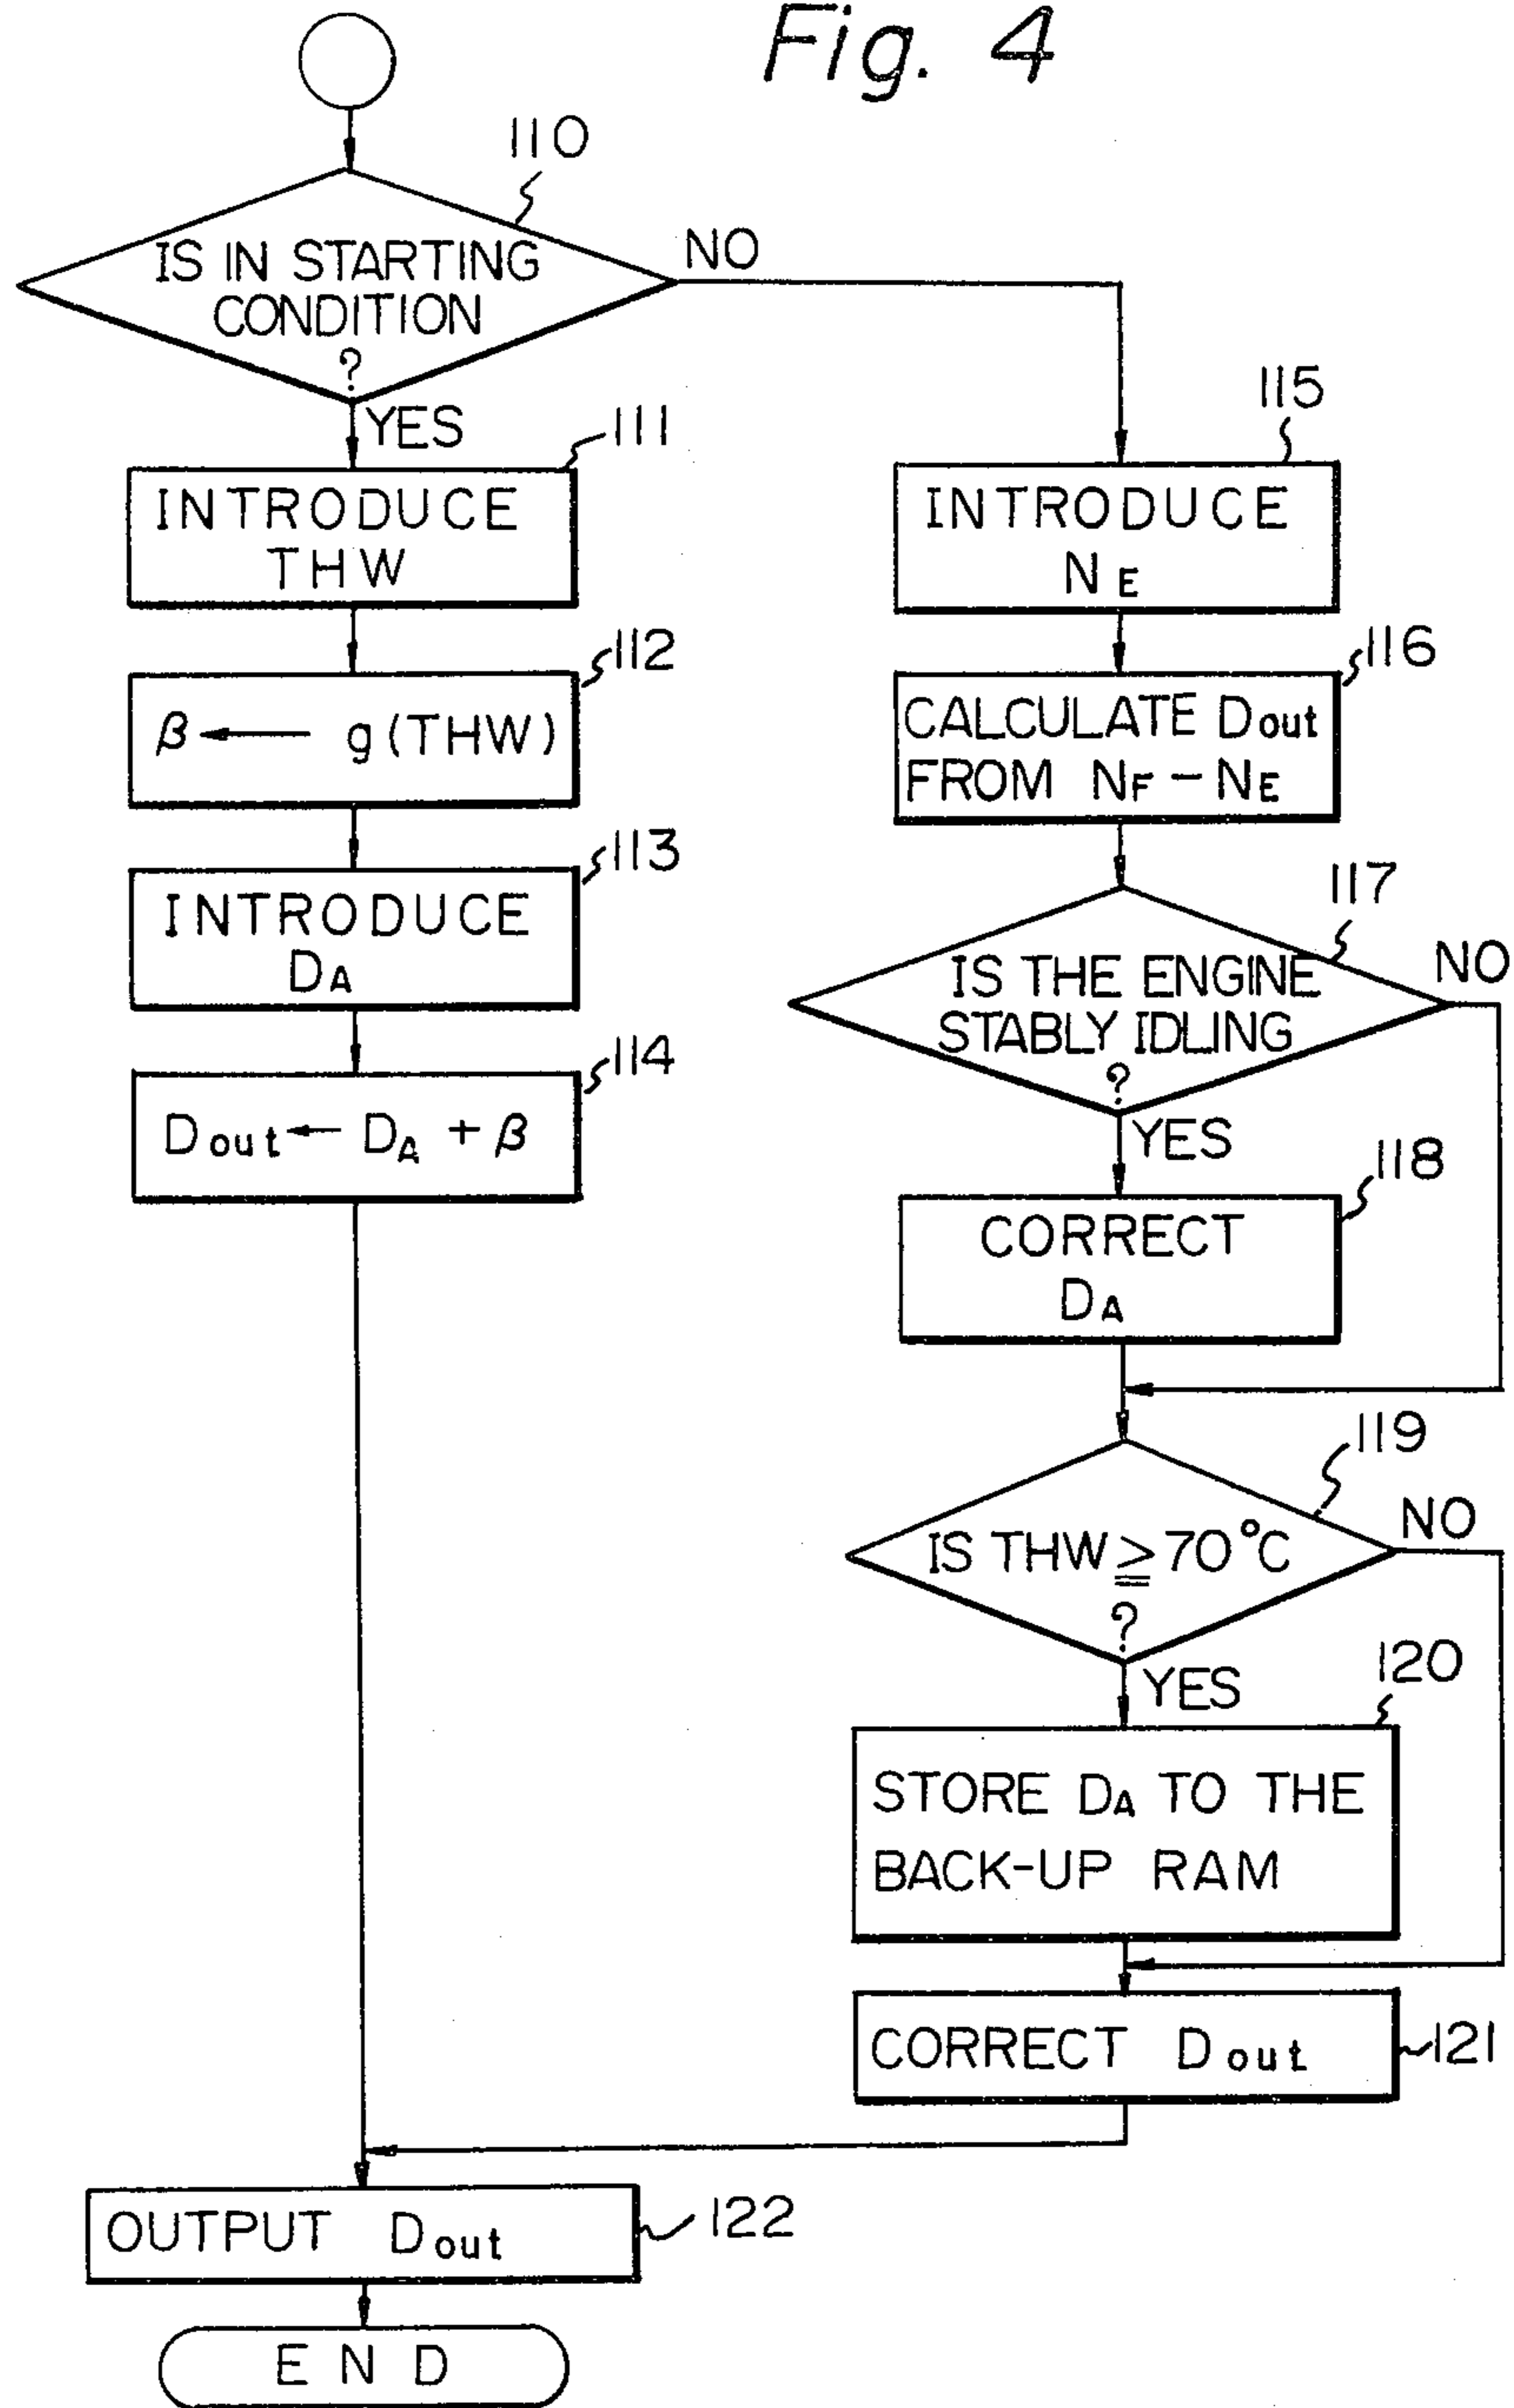 Fig. 4
110
IS IN STARTING
CONDITION
?
NO
YES
111
INTRODUCE
THW
112
β ← g(THW)
113
INTRODUCE
DA
114
Dout ← DA + β
115
INTRODUCE
NE
116
CALCULATE Dout
FROM NF - NE
117
IS THE ENGINE
STABLY IDLING
?
NO
YES
118
CORRECT
DA
119
IS THW ≧ 70°C
?
NO
YES
120
STORE DA TO THE
BACK-UP RAM
CORRECT Dout
121
OUTPUT Dout
122
END